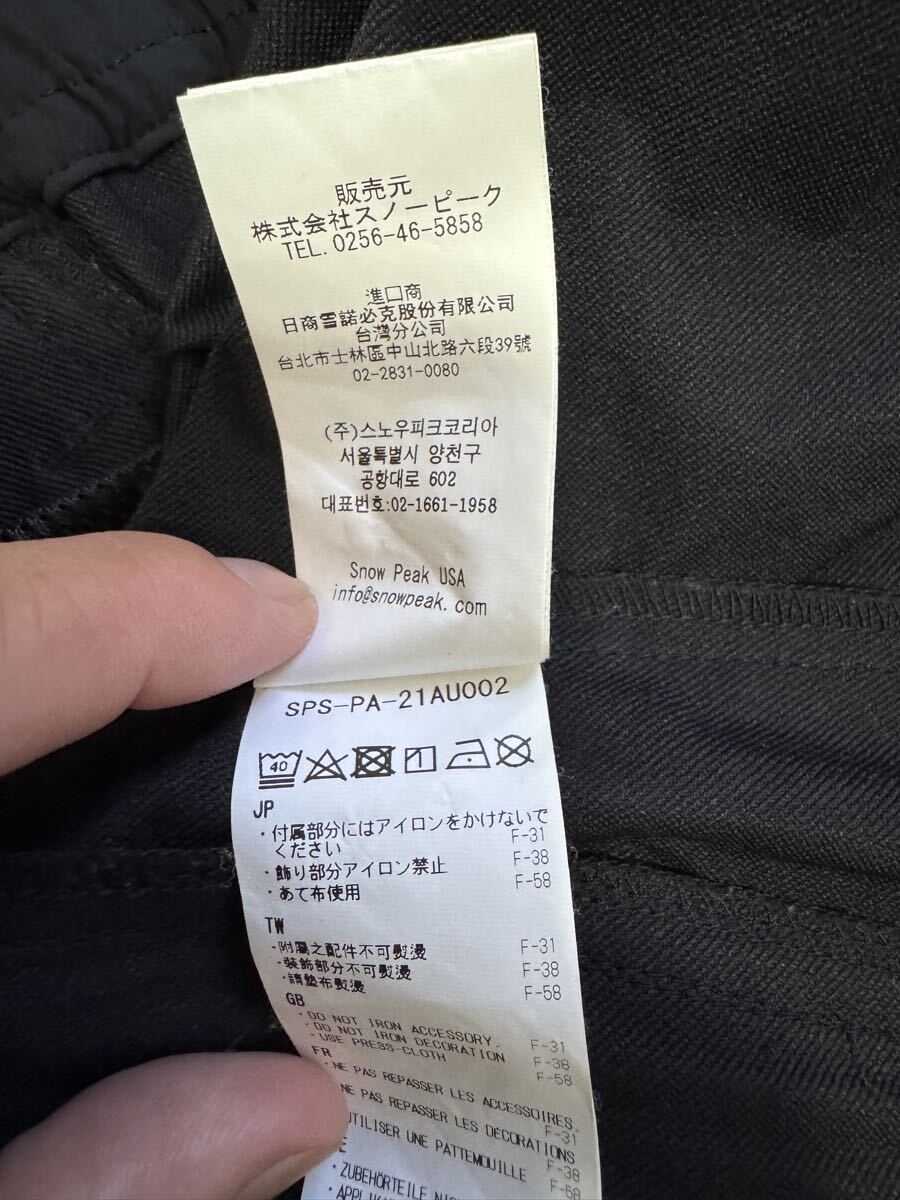 販売元
株式会社スノーピーク
TEL. 0256-46-5858
進口商
日商雪諾必克股份有限公司
台灣分公司
台北市士林區中山北路六段39號
02-2831-0080
(주)스노우피크코리아
서울특별시 양천구
공항대로 602
대표번호:02-1661-1958
Snow Peak USA
info@snowpeak.com
SPS-PA-21AU002
40
JP
・付属部分にはアイロンをかけないで F-31
ください
・飾り部分アイロン禁止 F-38
・あて布使用 F-58
TW
・附屬之配件不可熨燙 F-31
・装飾部分不可熨燙 F-38
・請墊布熨燙 F-58
GB
・DO NOT IRON ACCESSORY. F-31
・DO NOT IRON DECORATION F-38
・USE PRESS-CLOTH F-58
FR
・NE PAS REPASSER LES ACCESSOIRES. F-31
NE PAS REPASSER LES DÉCORATIONS F-38
UTILISER UNE PATTEMOUILLE F-58
E
・ZUBEHÖRTEILE